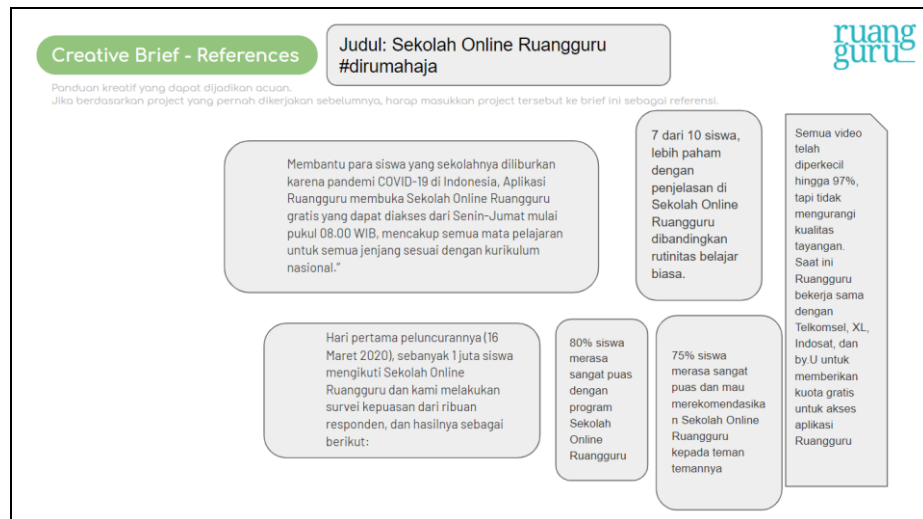 Creative Brief - References
Judul: Sekolah Online Ruangguru
#dirumahaja
ruang
guru
Panduan kreatif yang dapat dijadikan acuan.
Jika berdasarkan project yang pernah dikerjakan sebelumnya, harap masukkan project tersebut ke brief ini sebagai referensi.
Membantu para siswa yang sekolahnya diliburkan
karena pandemi COVID-19 di Indonesia, Aplikasi
Ruangguru membuka Sekolah Online Ruangguru
gratis yang dapat diakses dari Senin-Jumat mulai
pukul 08.00 WIB, mencakup semua mata pelajaran
untuk semua jenjang sesuai dengan kurikulum
nasional.”
7 dari 10 siswa,
lebih paham
dengan
penjelasan di
Sekolah Online
Ruangguru
dibandingkan
rutinitas belajar
biasa.
Semua video
telah
diperkecil
hingga 97%,
tapi tidak
mengurangi
kualitas
tayangan.
Saat ini
Ruangguru
bekerja sama
dengan
Telkomsel, XL,
Indosat, dan
by.U untuk
memberikan
kuota gratis
untuk akses
aplikasi
Ruangguru
Hari pertama peluncurannya (16
Maret 2020), sebanyak 1 juta siswa
mengikuti Sekolah Online
Ruangguru dan kami melakukan
survei kepuasan dari ribuan
responden, dan hasilnya sebagai
berikut:
80% siswa
merasa
sangat puas
dengan
program
Sekolah
Online
Ruangguru
75% siswa
merasa sangat
puas dan mau
merekomendasika
n Sekolah Online
Ruangguru
kepada teman
temannya